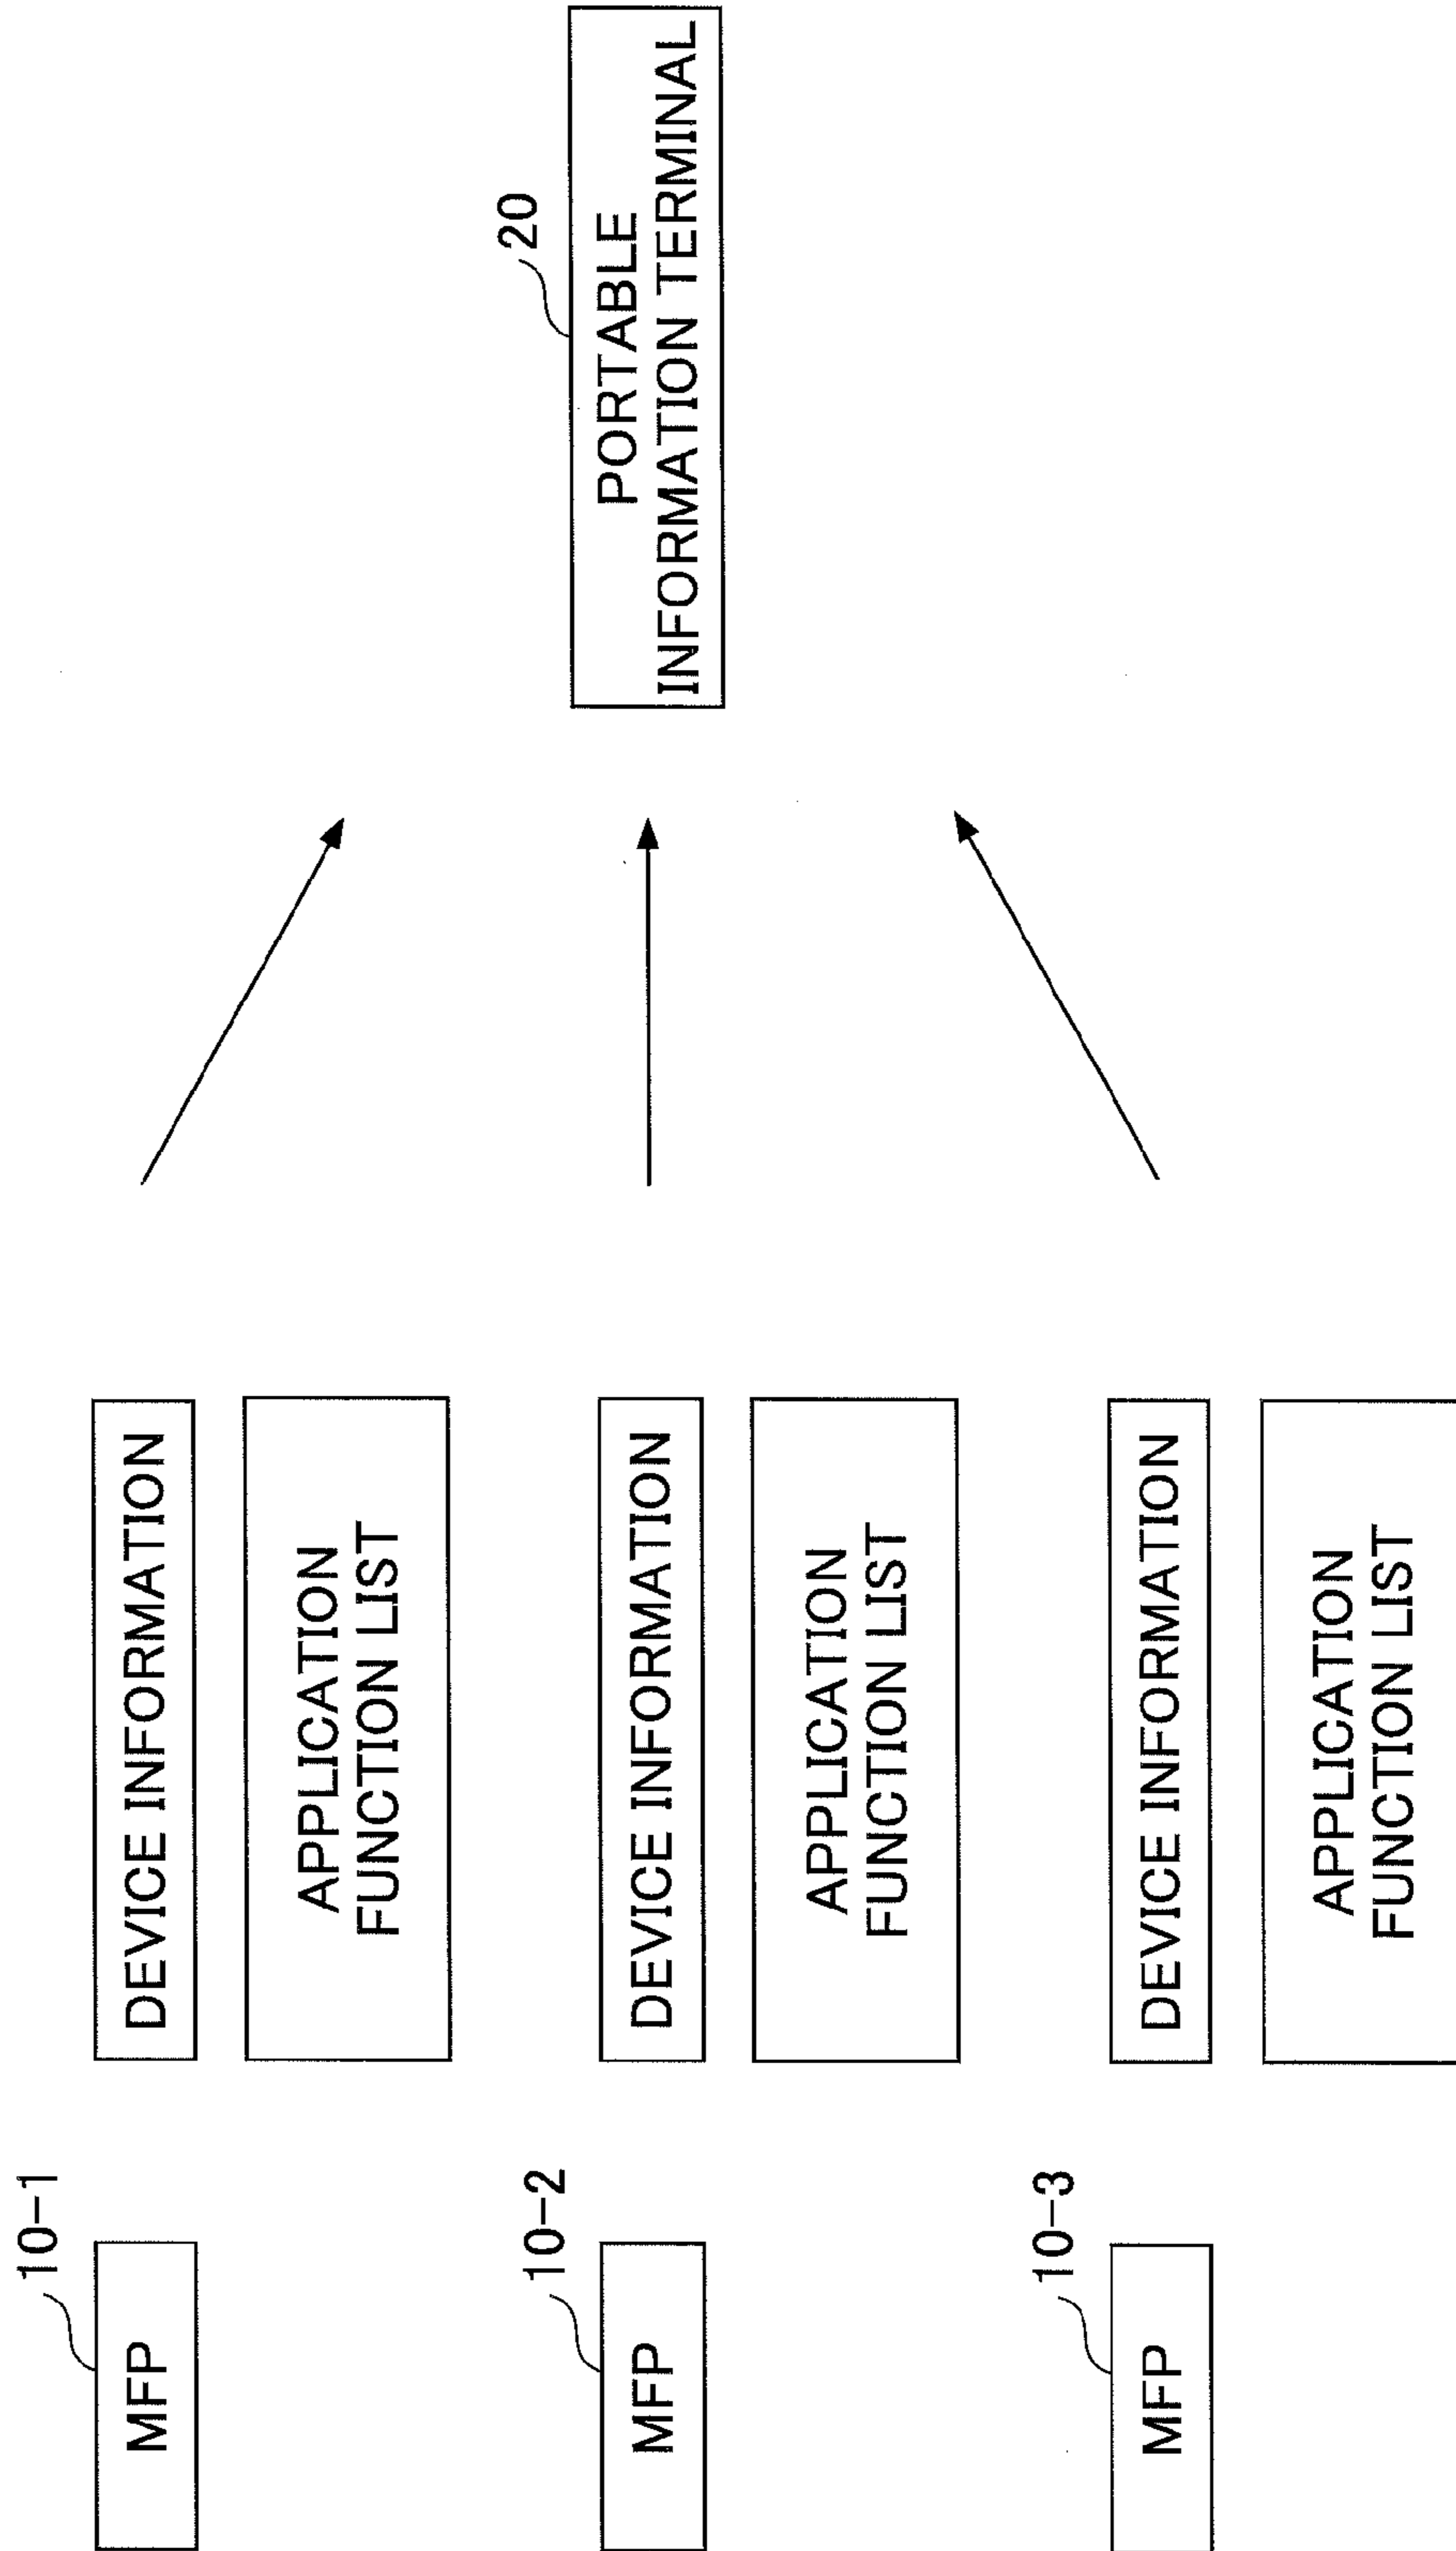 10-1
MFP
DEVICE INFORMATION
APPLICATION
FUNCTION LIST
10-2
MFP
DEVICE INFORMATION
APPLICATION
FUNCTION LIST
20
PORTABLE
INFORMATION TERMINAL
10-3
MFP
DEVICE INFORMATION
APPLICATION
FUNCTION LIST